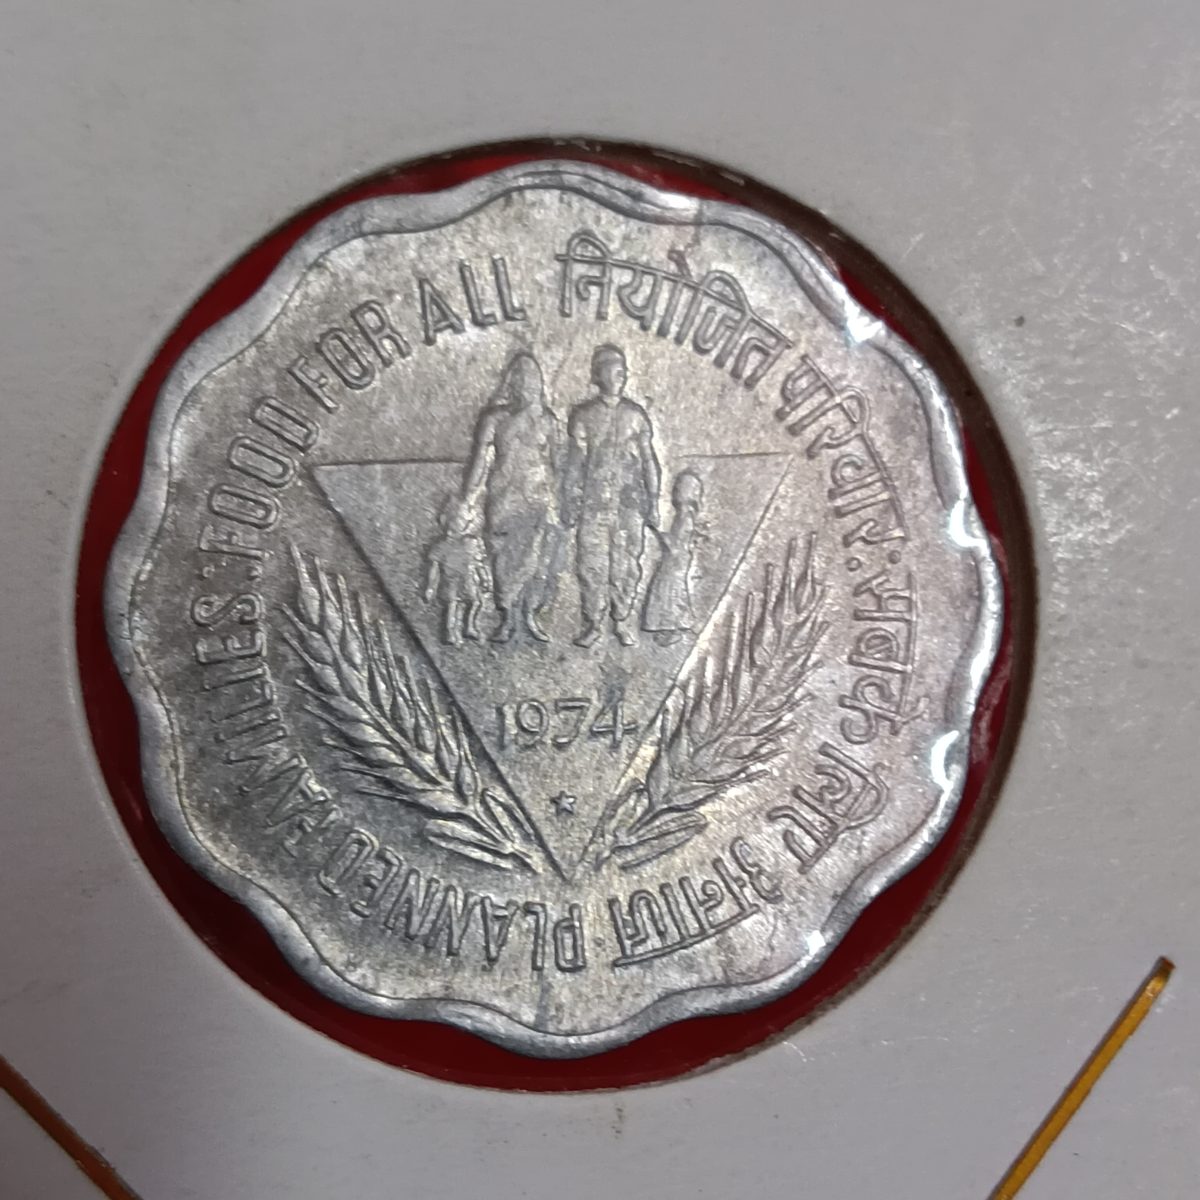 PLANNED FAMILIES: FOOD FOR ALL
नियोजित परिवार: सबके लिए अनाज
1974